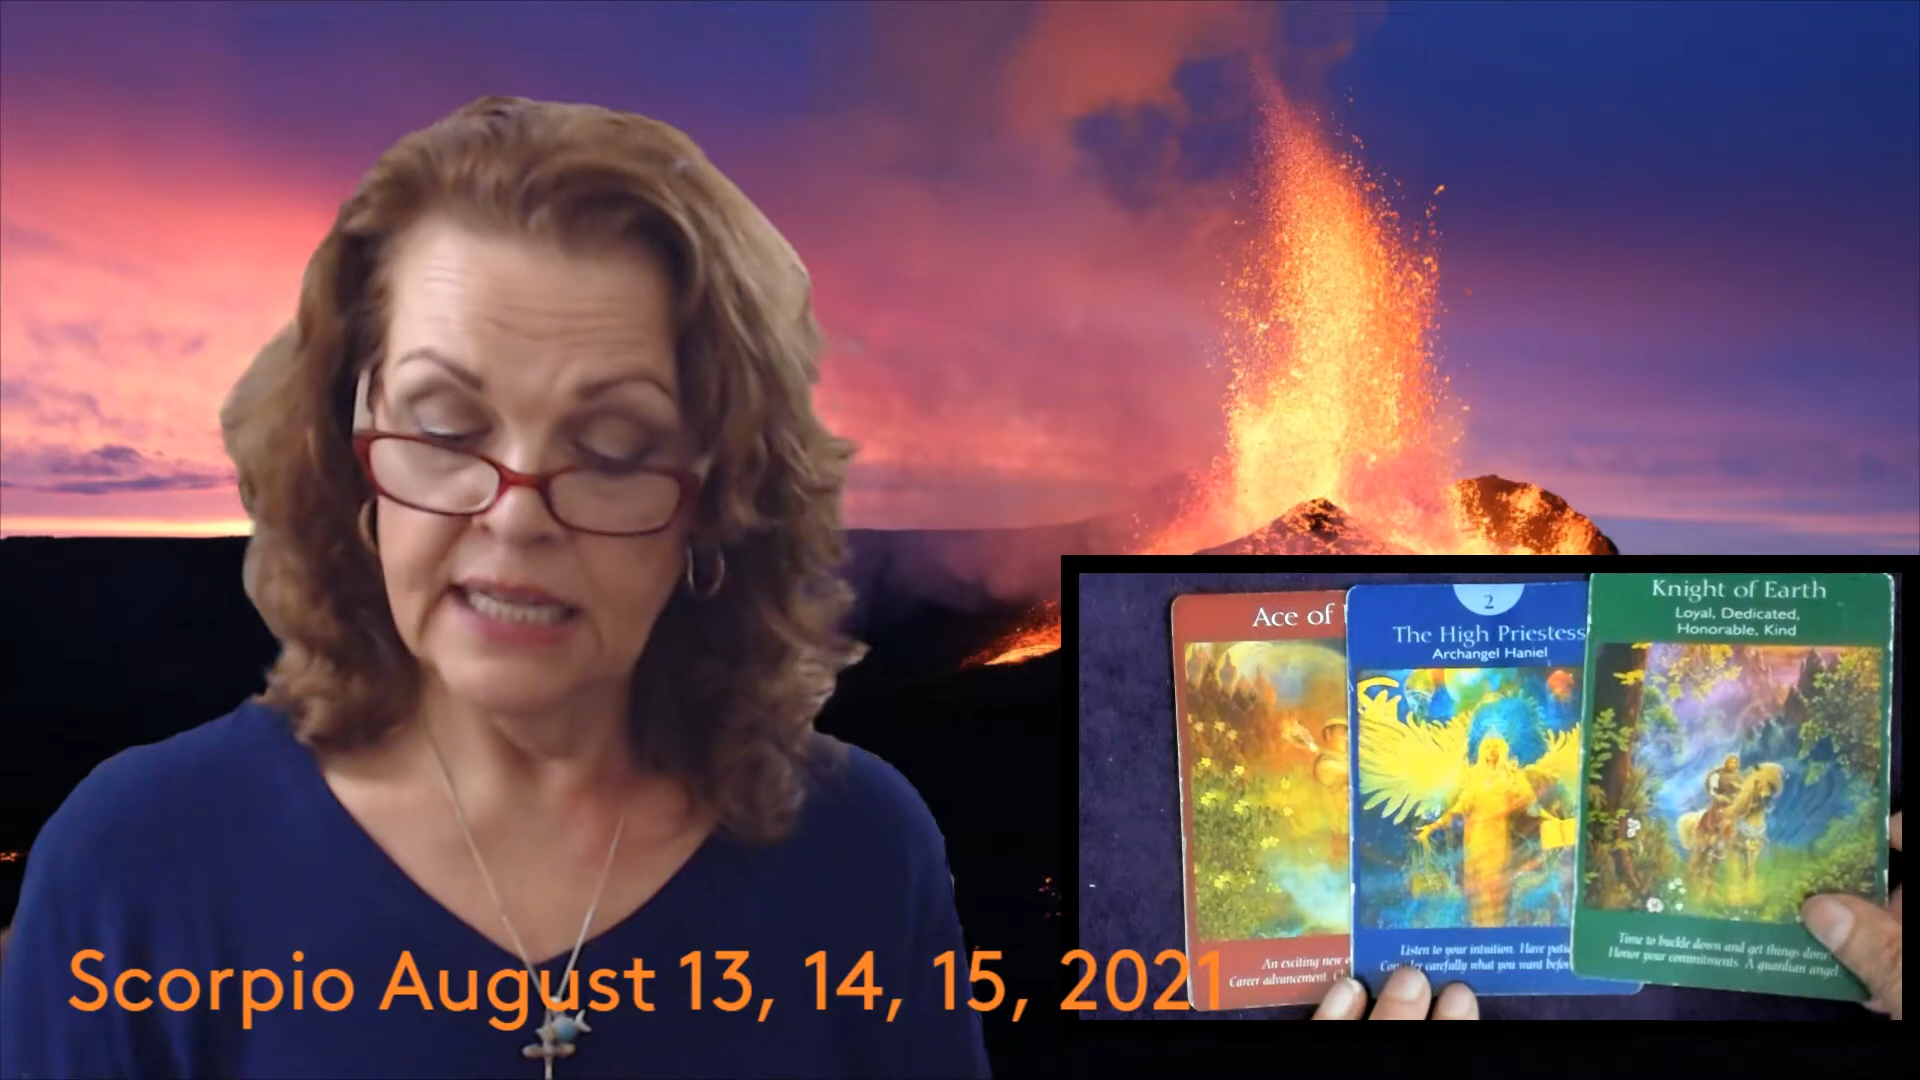 Ace of
2
The High Priestess
Archangel Haniel
Knight of Earth
Loyal, Dedicated,
Honorable, Kind
An exciting new
Career advancement.
Listen to your intuition. Have
carefully what you want
Time to buckle down and get things done
Honor your commitments. A guardian angel
Scorpio August 13, 14, 15, 2021